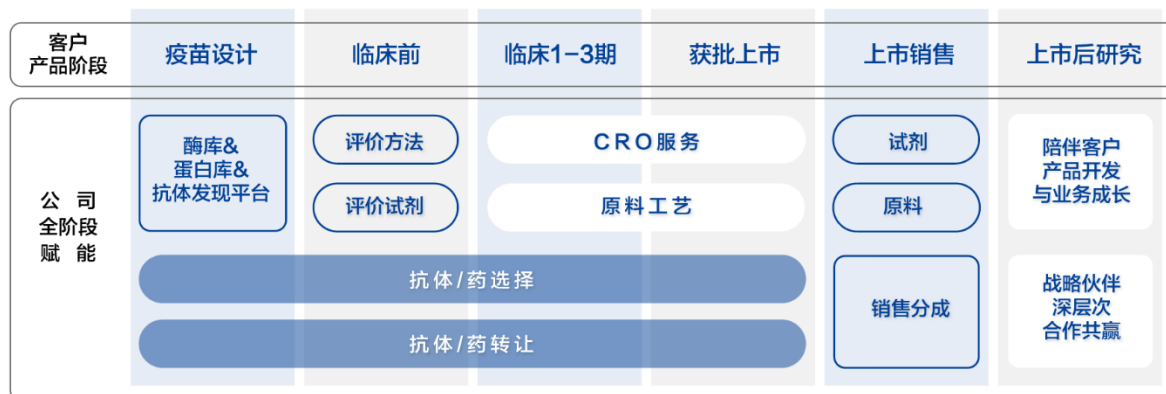 客户
产品阶段
疫苗设计
临床前
临床1-3期
获批上市
上市销售
上市后研究
公 司
全阶段
赋 能
酶库&
蛋白库&
抗体发现平台
评价方法
评价试剂
CRO服务
原料工艺
抗体/药选择
抗体/药转让
试剂
原料
销售分成
陪伴客户
产品开发
与业务成长
战略伙伴
深层次
合作共赢